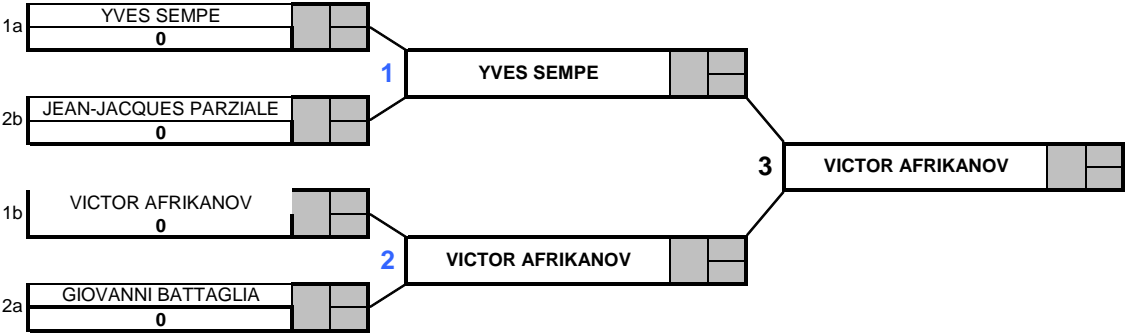 1a
YVES SEMPE
0
1
YVES SEMPE
2b
JEAN-JACQUES PARZIALE
0
3
VICTOR AFRIKANOV
1b
VICTOR AFRIKANOV
0
2
VICTOR AFRIKANOV
2a
GIOVANNI BATTAGLIA
0